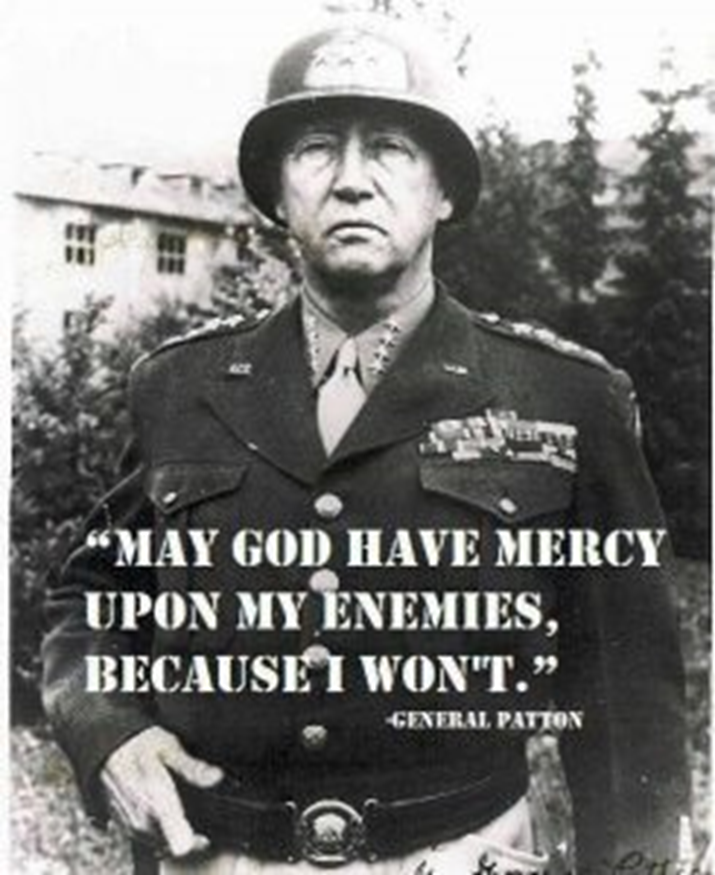 “MAY GOD HAVE MERCY
UPON MY ENEMIES,
BECAUSE I WON'T.”
-GENERAL PATTON